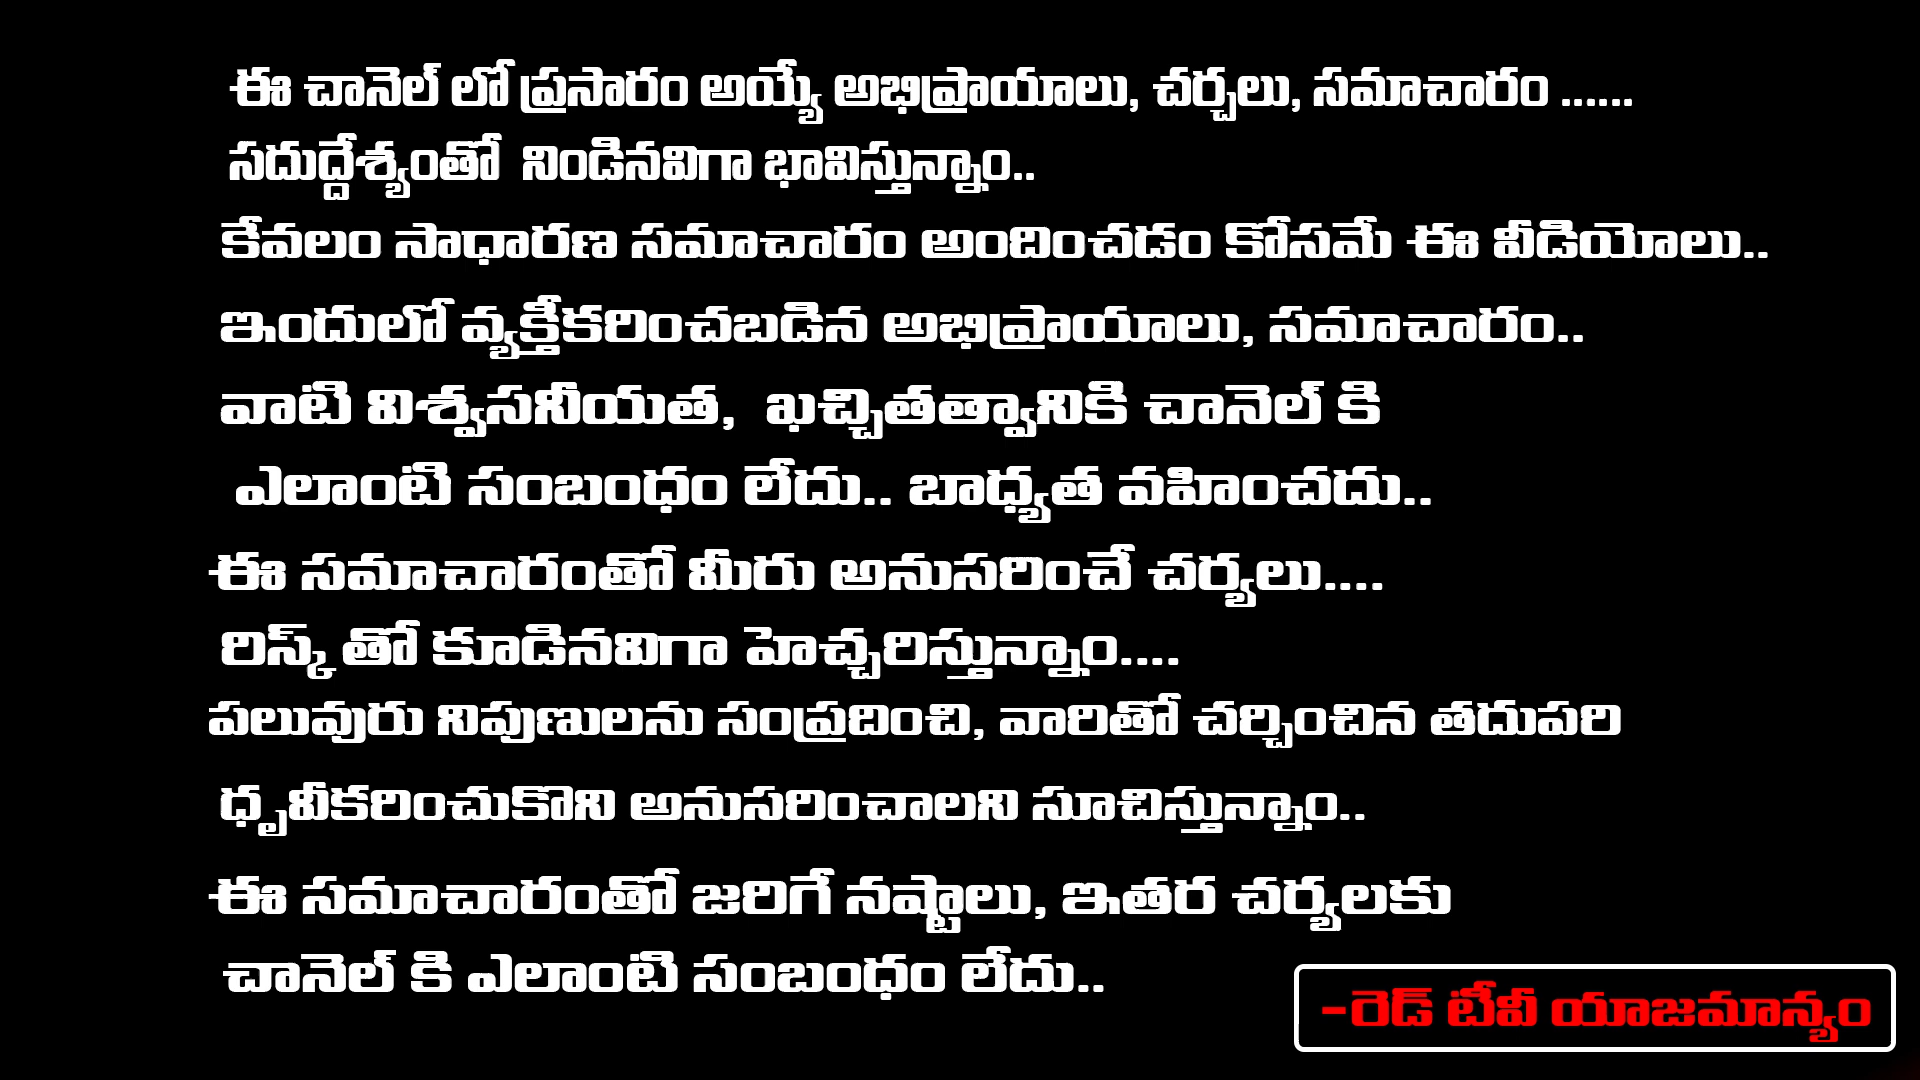 ఈ చానెల్ లో ప్రసారం అయ్యే అభిప్రాయాలు, చర్చలు, సమాచారం ......
సదుద్దేశ్యంతో నిండినవిగా భావిస్తున్నాం..
కేవలం సాధారణ సమాచారం అందించడం కోసమే ఈ వీడియోలు..
ఇందులో వ్యక్తీకరించబడిన అభిప్రాయాలు, సమాచారం..
వాటి విశ్వసనీయత, ఖచ్చితత్వానికి చానెల్ కి
ఎలాంటి సంబంధం లేదు.. బాధ్యత వహించదు..
ఈ సమాచారంతో మీరు అనుసరించే చర్యలు....
రిస్క్ తో కూడినవిగా హెచ్చరిస్తున్నాం....
పలువురు నిపుణులను సంప్రదించి, వారితో చర్చించిన తదుపరి
ధృవీకరించుకొని అనుసరించాలని సూచిస్తున్నాం..
ఈ సమాచారంతో జరిగే నష్టాలు, ఇతర చర్యలకు
చానెల్ కి ఎలాంటి సంబంధం లేదు..
-రెడ్ టీవీ యాజమాన్యం